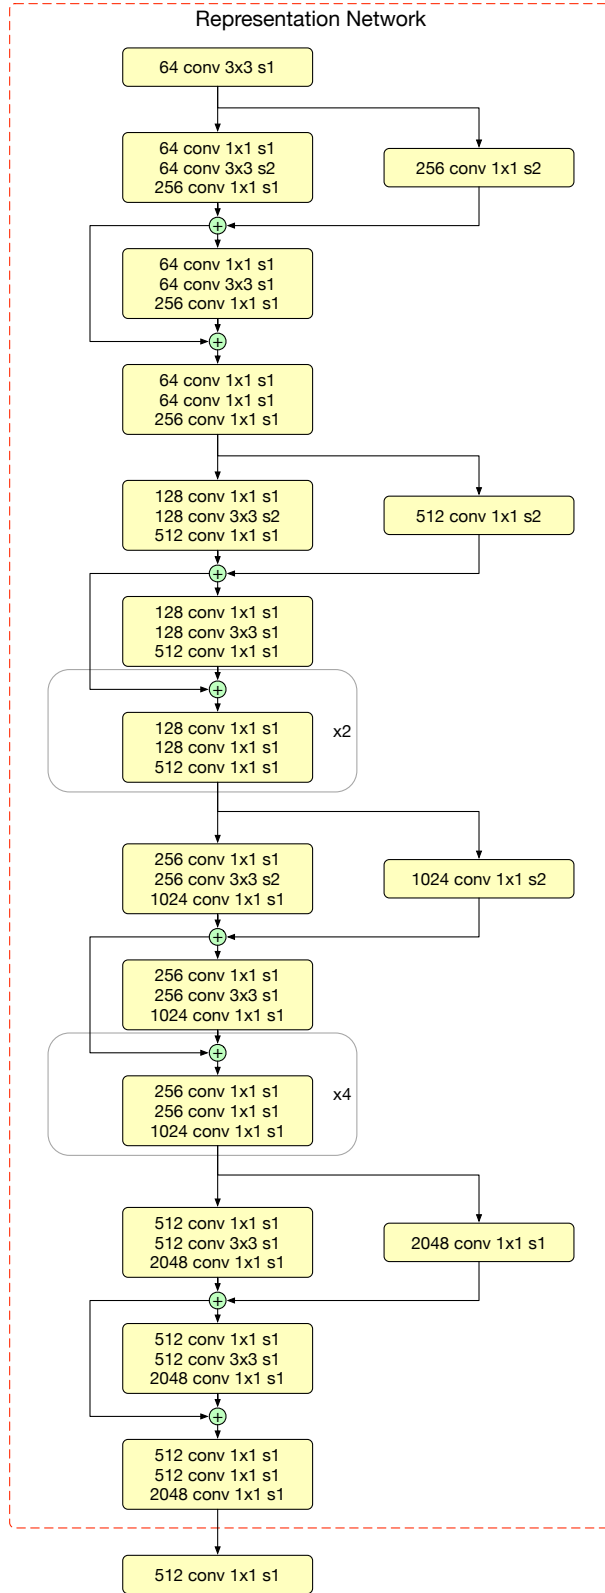 Representation Network
64 conv 3x3 s1
64 conv 1x1 s1
64 conv 3x3 s2
256 conv 1x1 s1
256 conv 1x1 s2
+
64 conv 1x1 s1
64 conv 3x3 s1
256 conv 1x1 s1
+
64 conv 1x1 s1
64 conv 1x1 s1
256 conv 1x1 s1
128 conv 1x1 s1
128 conv 3x3 s2
512 conv 1x1 s1
512 conv 1x1 s2
+
128 conv 1x1 s1
128 conv 3x3 s1
512 conv 1x1 s1
+
128 conv 1x1 s1
128 conv 1x1 s1
512 conv 1x1 s1
x2
256 conv 1x1 s1
256 conv 3x3 s2
1024 conv 1x1 s1
1024 conv 1x1 s2
+
256 conv 1x1 s1
256 conv 3x3 s1
1024 conv 1x1 s1
+
256 conv 1x1 s1
256 conv 1x1 s1
1024 conv 1x1 s1
x4
512 conv 1x1 s1
512 conv 3x3 s1
2048 conv 1x1 s1
2048 conv 1x1 s1
+
512 conv 1x1 s1
512 conv 3x3 s1
2048 conv 1x1 s1
+
512 conv 1x1 s1
512 conv 1x1 s1
2048 conv 1x1 s1
512 conv 1x1 s1